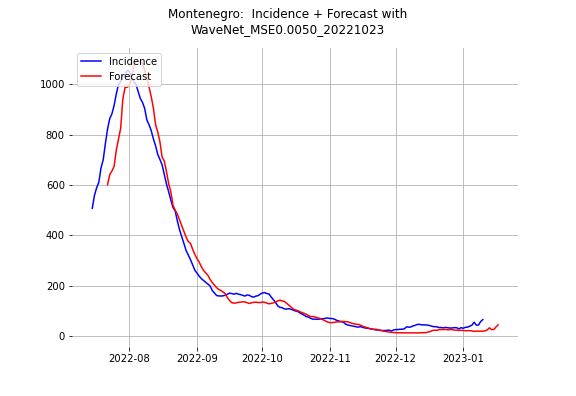 Montenegro:  Incidence + Forecast with
WaveNet_MSE0.0050_20221023
Incidence
Forecast
1000
800
600
400
200
0
2022-08 2022-09 2022-10 2022-11 2022-12 2023-01